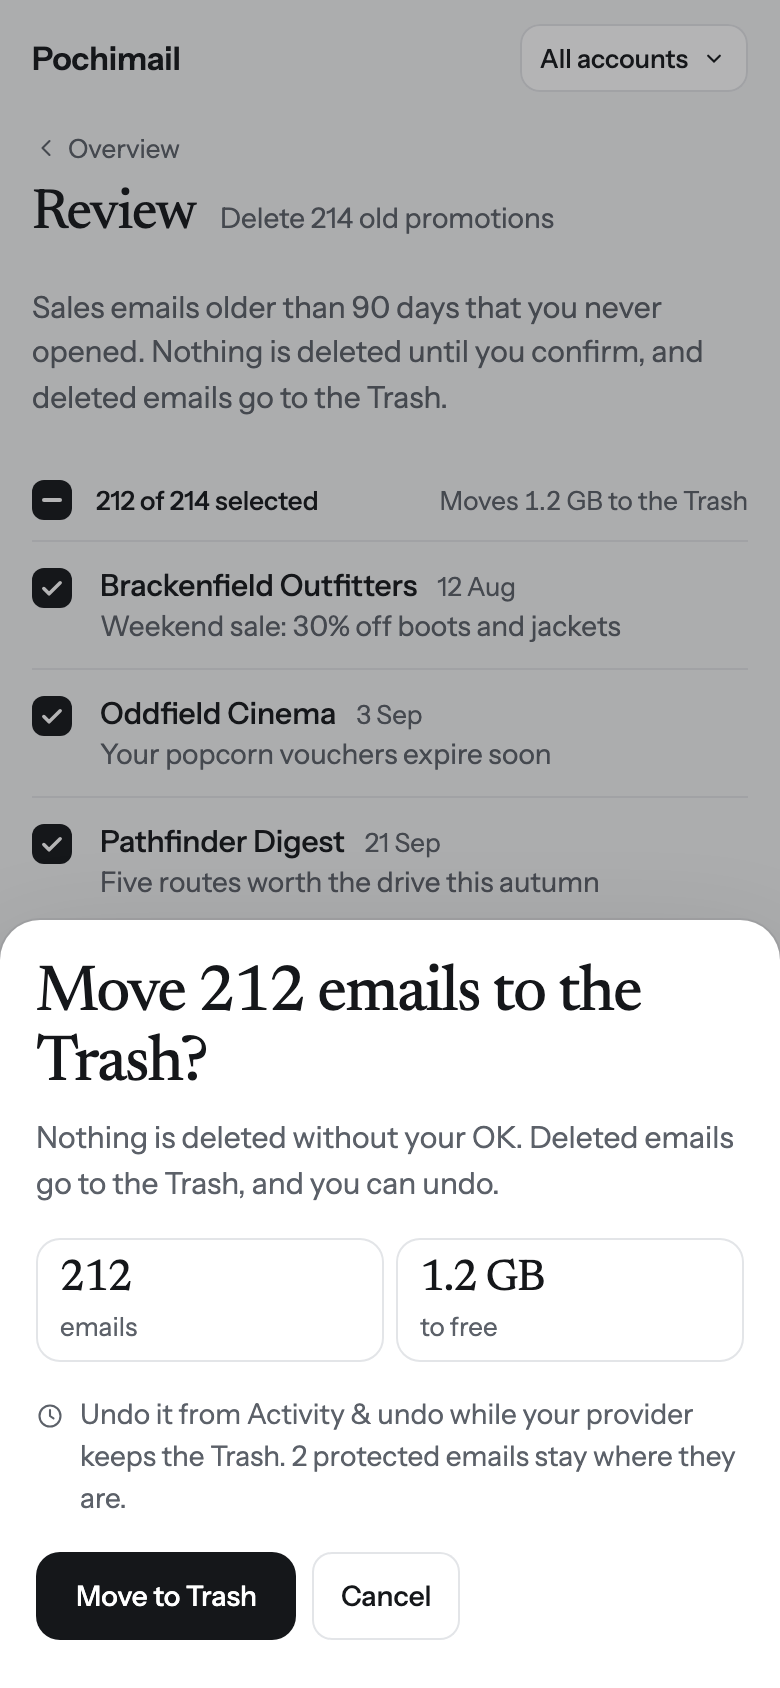 Pochimail
All accounts
Overview
Review Delete 214 old promotions
Sales emails older than 90 days that you never
opened. Nothing is deleted until you confirm, and
deleted emails go to the Trash.
212 of 214 selected Moves 1.2 GB to the Trash
Brackenfield Outfitters 12 Aug
Weekend sale: 30% off boots and jackets
Oddfield Cinema 3 Sep
Your popcorn vouchers expire soon
Pathfinder Digest 21 Sep
Five routes worth the drive this autumn
Move 212 emails to the
Trash?
Nothing is deleted without your OK. Deleted emails
go to the Trash, and you can undo.
212
emails
1.2 GB
to free
Undo it from Activity & undo while your provider
keeps the Trash. 2 protected emails stay where they
are.
Move to Trash
Cancel